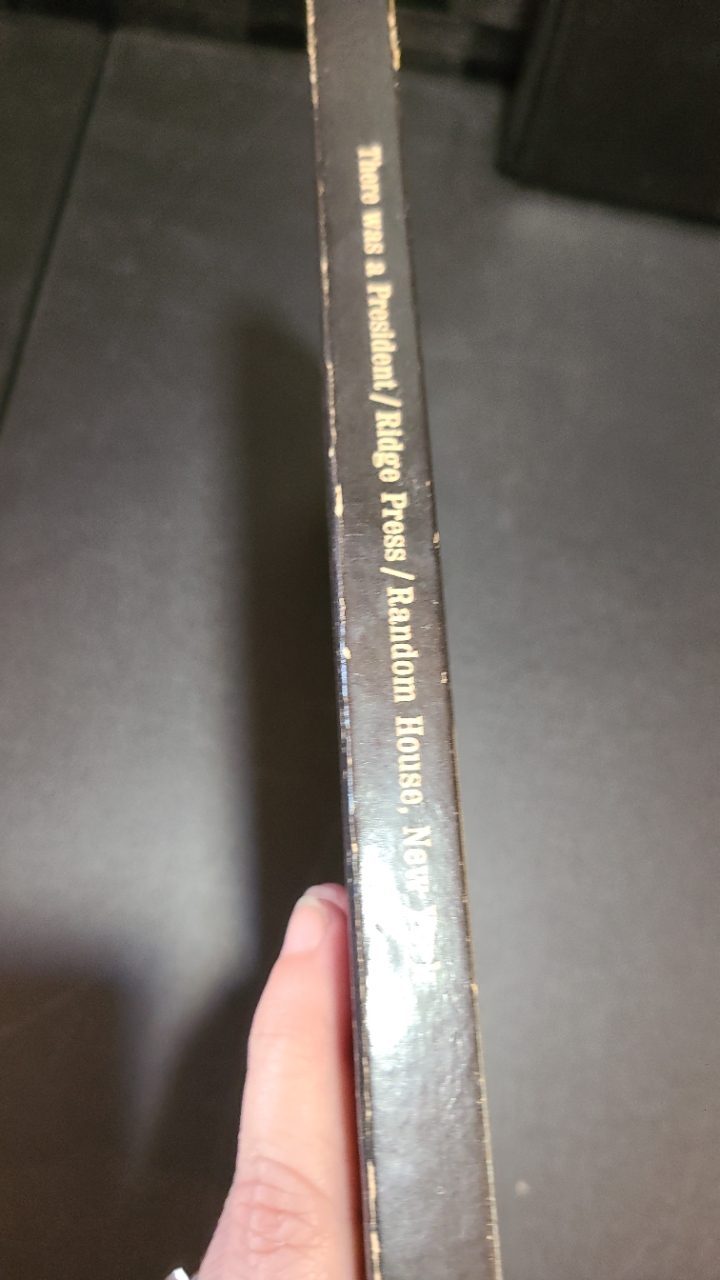 There was a President/Ridge Press/Random House, New